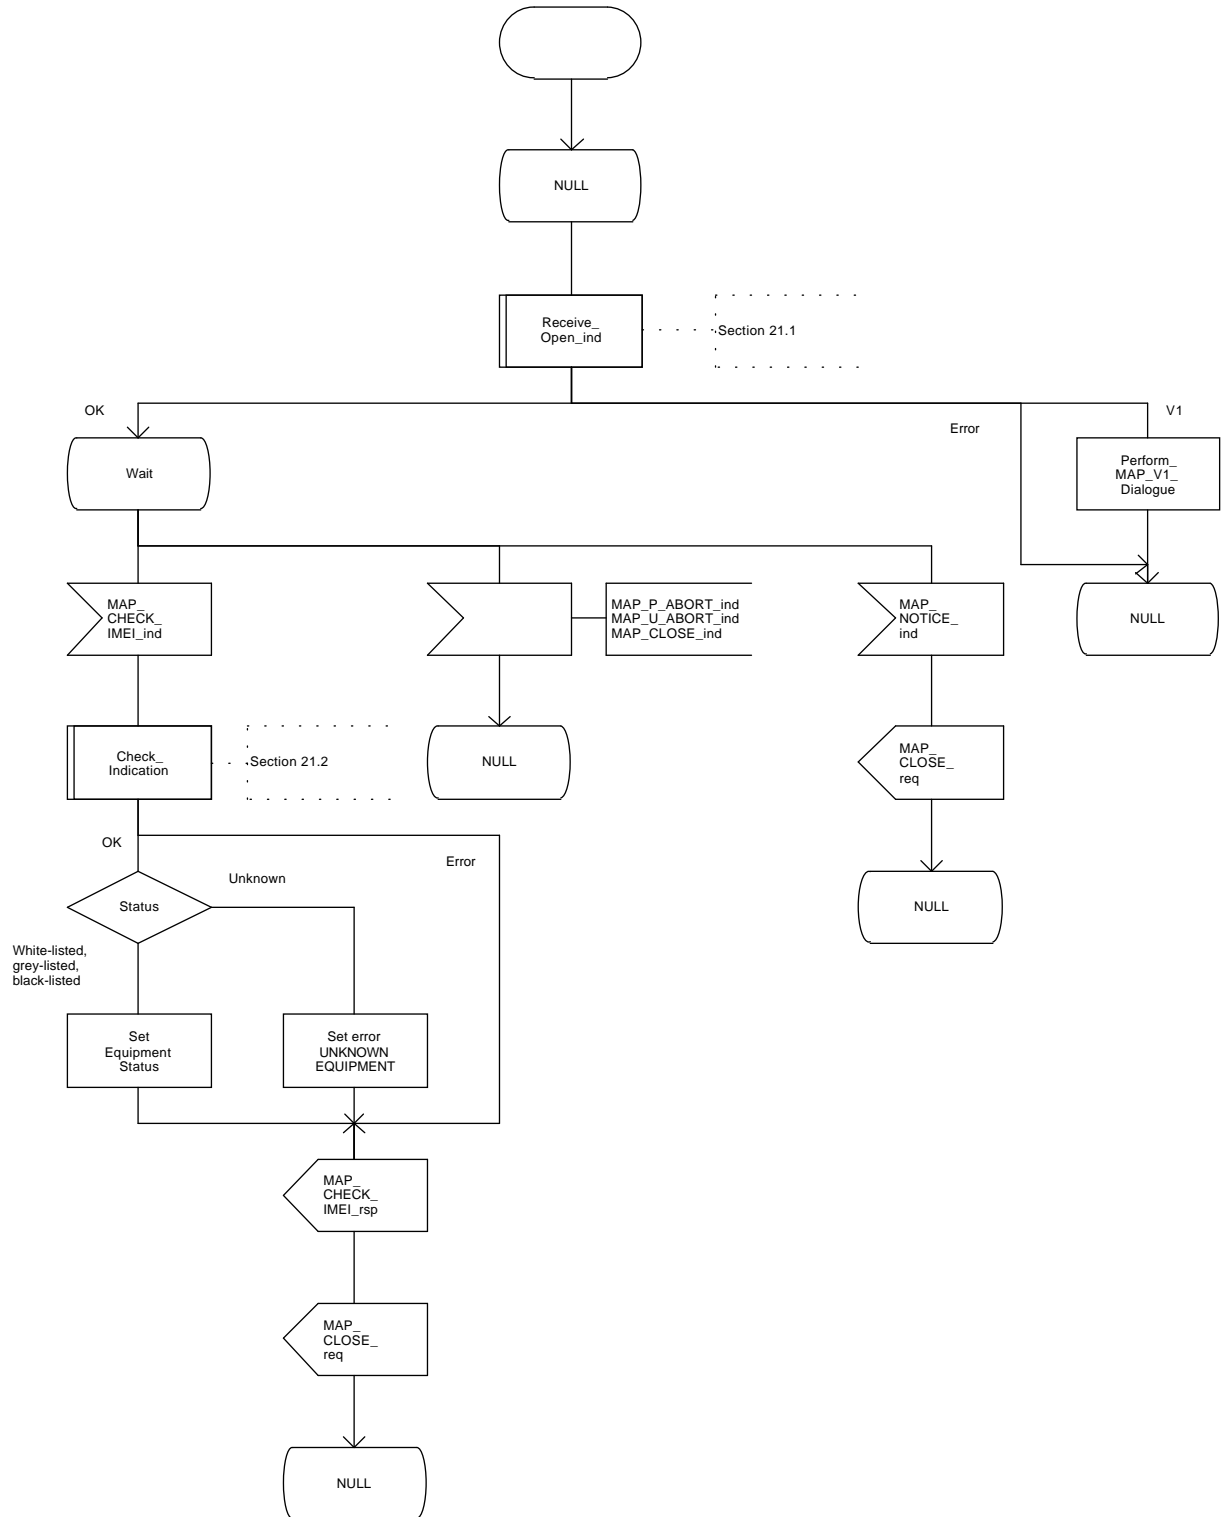 NULL
Receive_
Open_ind
Section 21.1
OK
Error
V1
Wait
Perform_
MAP_V1_
Dialogue
MAP_
CHECK_
IMEI_ind
MAP_P_ABORT_ind
MAP_U_ABORT_ind
MAP_CLOSE_ind
MAP_
NOTICE_
ind
NULL
Check_
Indication
Section 21.2
NULL
MAP_
CLOSE_
req
OK
Error
Unknown
Status
NULL
White-listed,
grey-listed,
black-listed
Set
Equipment
Status
Set error
UNKNOWN
EQUIPMENT
MAP_
CHECK_
IMEI_rsp
MAP_
CLOSE_
req
NULL